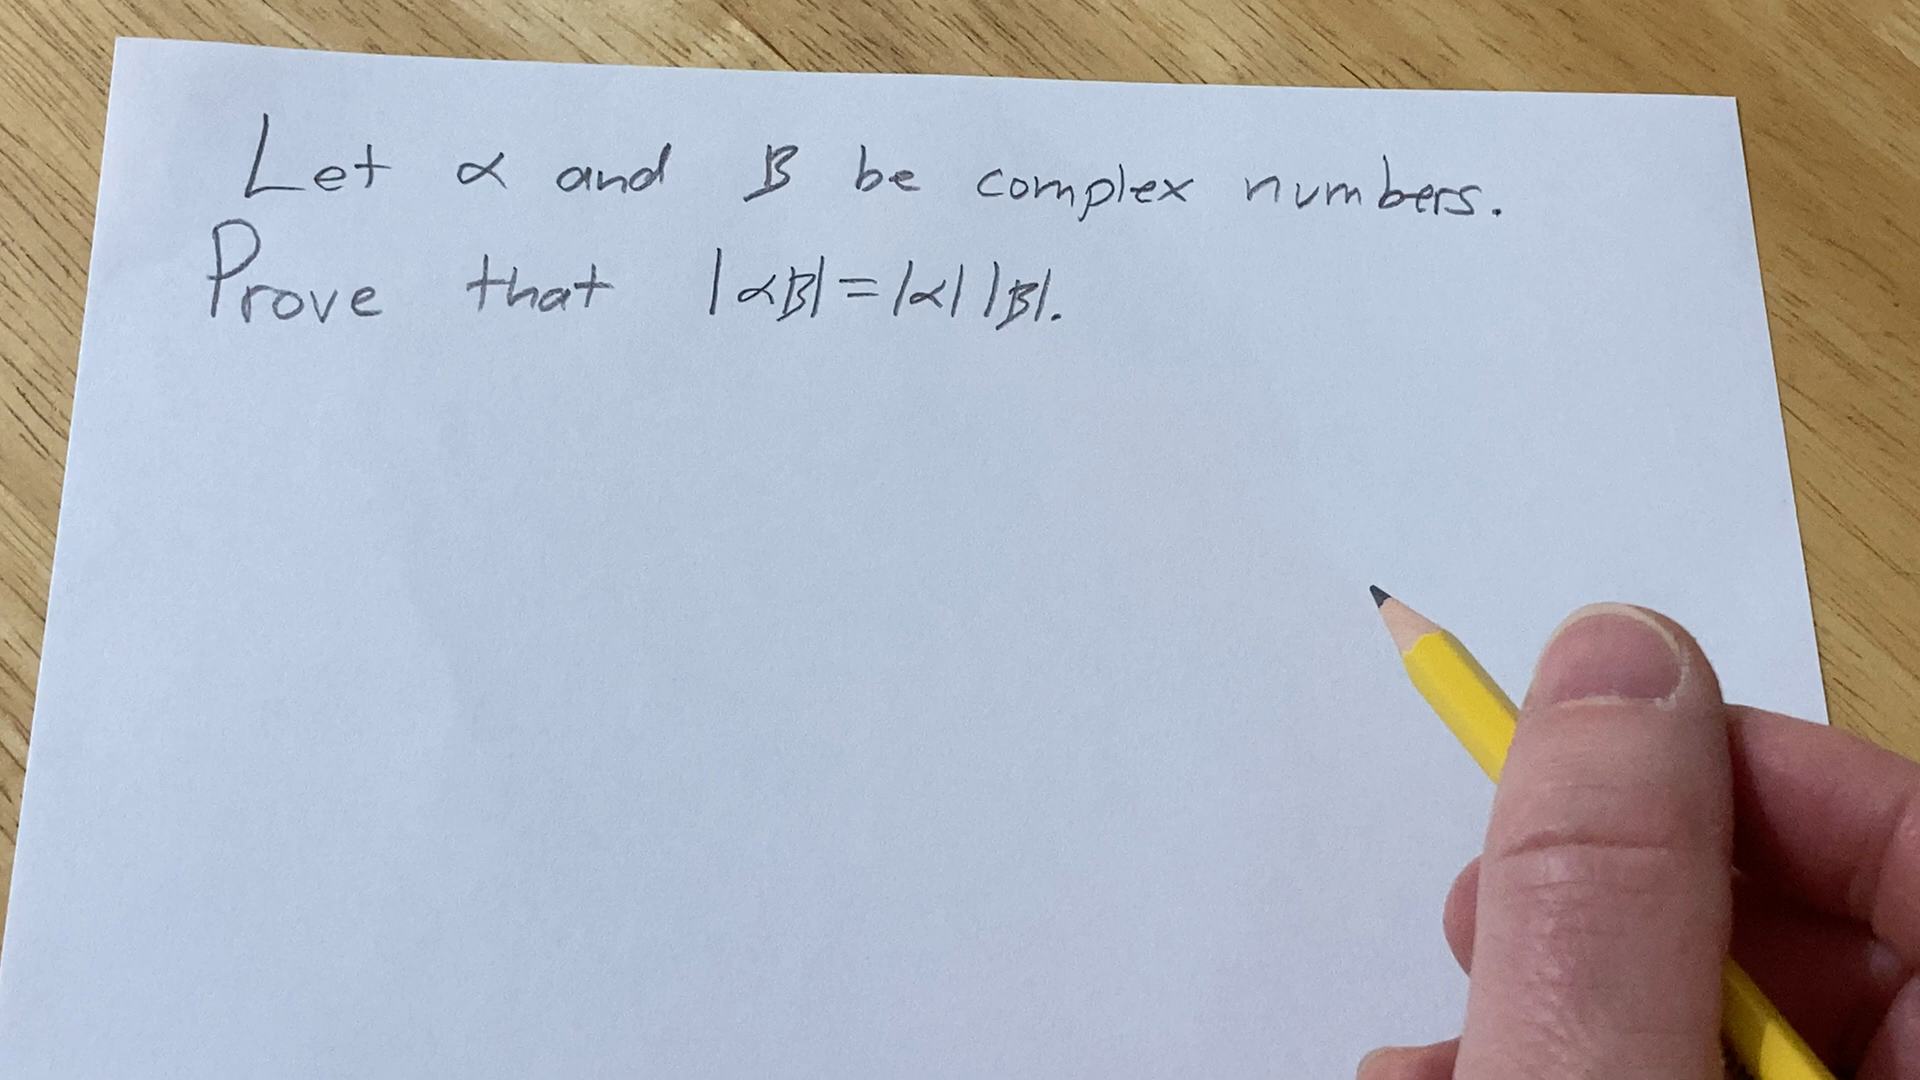 Let α and β be complex numbers.
Prove that |αβ| = |α| |β|.